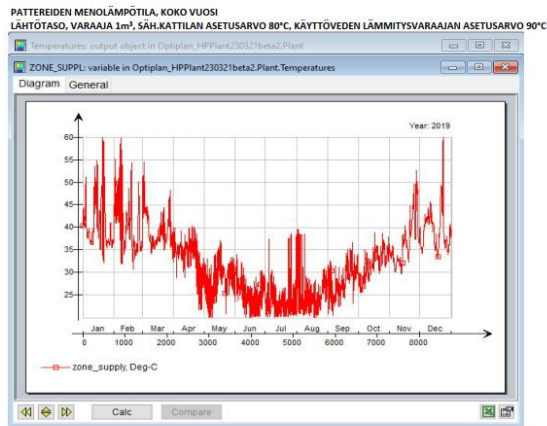 PATTEREIDEN MENOLÄMPÖTILA, KOKO VUOSI
LÄHTÖTASO, VARAAJA 1m³, SÄH.KATTILAN ASETUSARVO 80°C, KÄYTTÖVEDEN LÄMMITYSVARAAJAN ASETUSARVO 90°C
Temperatures: output object in Optiplan_HPPlant230321beta2.Plant
ZONE_SUPPL: variable in Optiplan_HPPlant230321beta2.Plant.Temperatures
Diagram General
Year: 2019
60
55
50
45
40
35
30
25
Jan Feb Mar Apr May Jun Jul Aug Sep Oct Nov Dec
0 1000 2000 3000 4000 5000 6000 7000 8000
zone_supply, Deg-C
Calc Compare